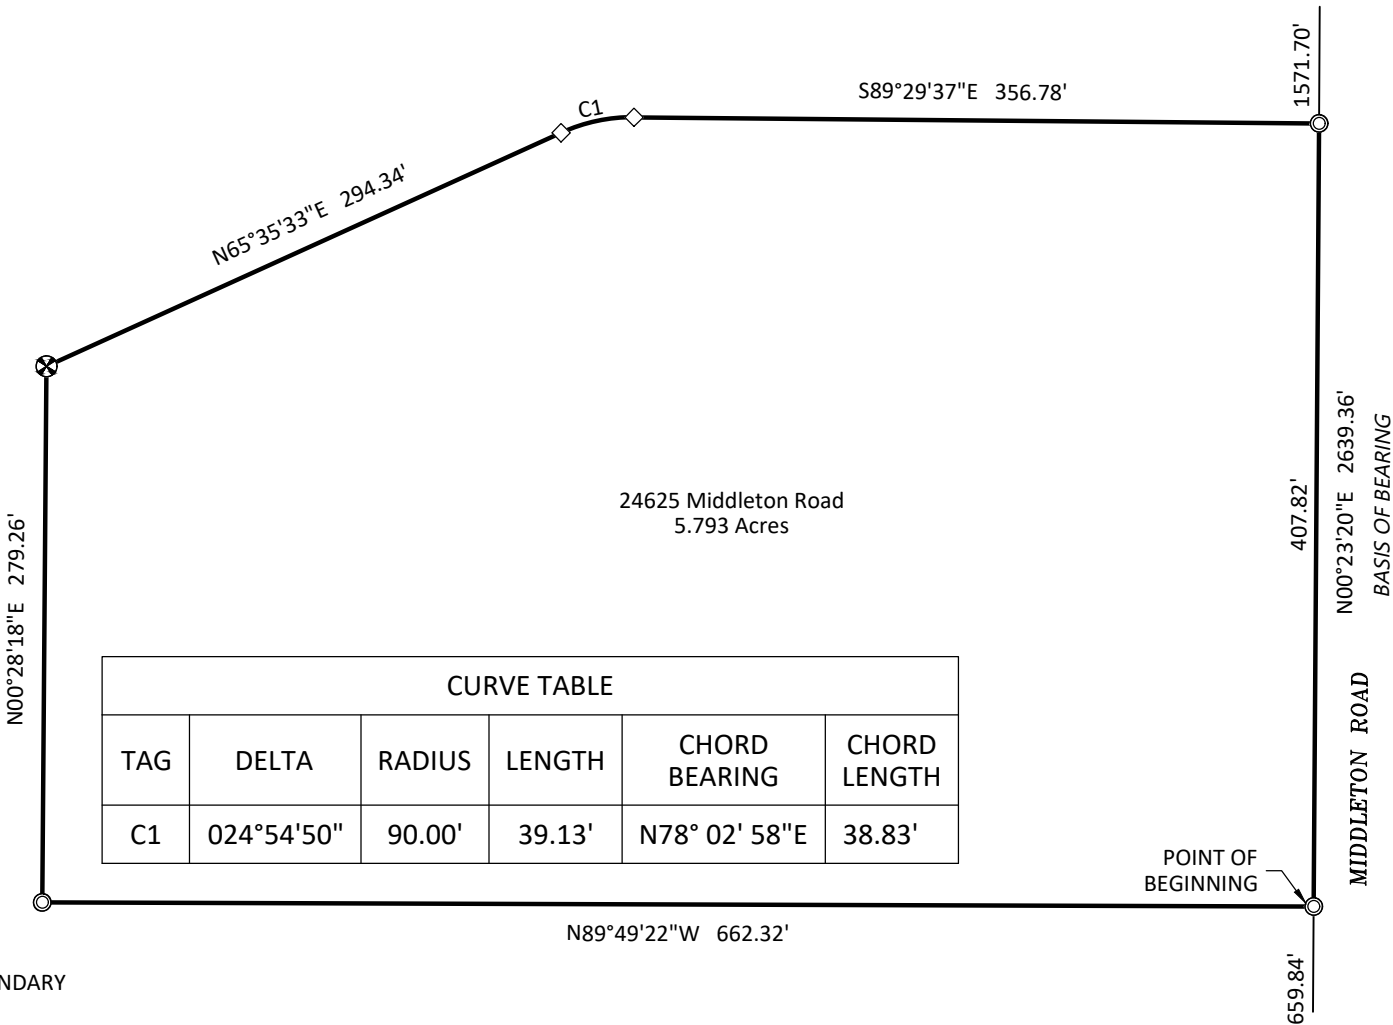 1571.70'
S89°29'37"E 356.78'
C1
N65°35'33"E 294.34'
24625 Middleton Road
5.793 Acres
N00°28'18"E 279.26'
407.82'
N00°23'20"E 2639.36'
BASIS OF BEARING
MIDDLETON ROAD
CURVE TABLE
TAG DELTA RADIUS LENGTH CHORD BEARING CHORD LENGTH
C1 024°54'50" 90.00' 39.13' N78° 02' 58"E 38.83'
POINT OF
BEGINNING
N89°49'22"W 662.32'
659.84'
NDARY